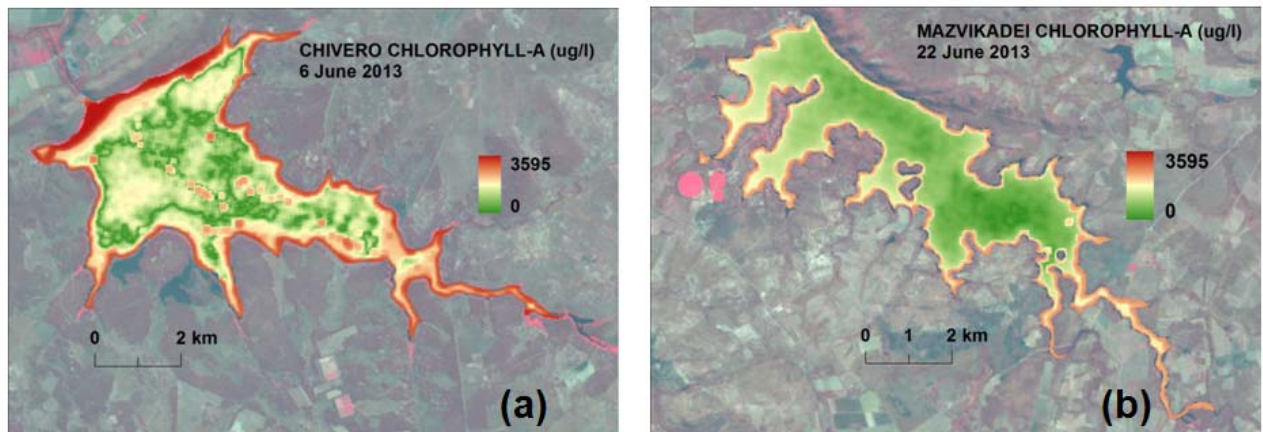 CHIVERO CHLOROPHYLL-A (ug/l)
6 June 2013
3595
0
0 2 km
(a)
MAZVIKADEI CHLOROPHYLL-A (ug/l)
22 June 2013
3595
0
0 1 2 km
(b)